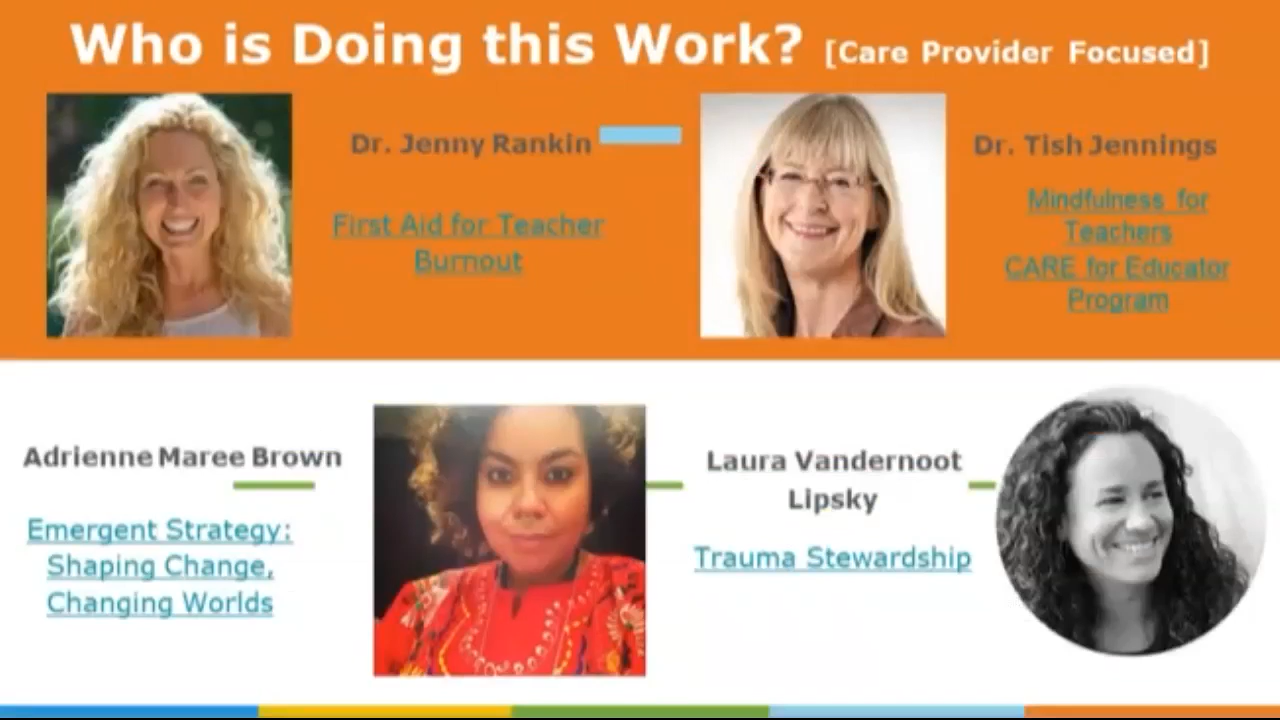 Who is Doing this Work? [Care Provider Focused]
Dr. Jenny Rankin
First Aid for Teacher
Burnout
Dr. Tish Jennings
Mindfulness for
Teachers
CARE for Educator
Program
Adrienne Maree Brown
Emergent Strategy:
Shaping Change,
Changing Worlds
Laura Vandernoot
Lipsky
Trauma Stewardship